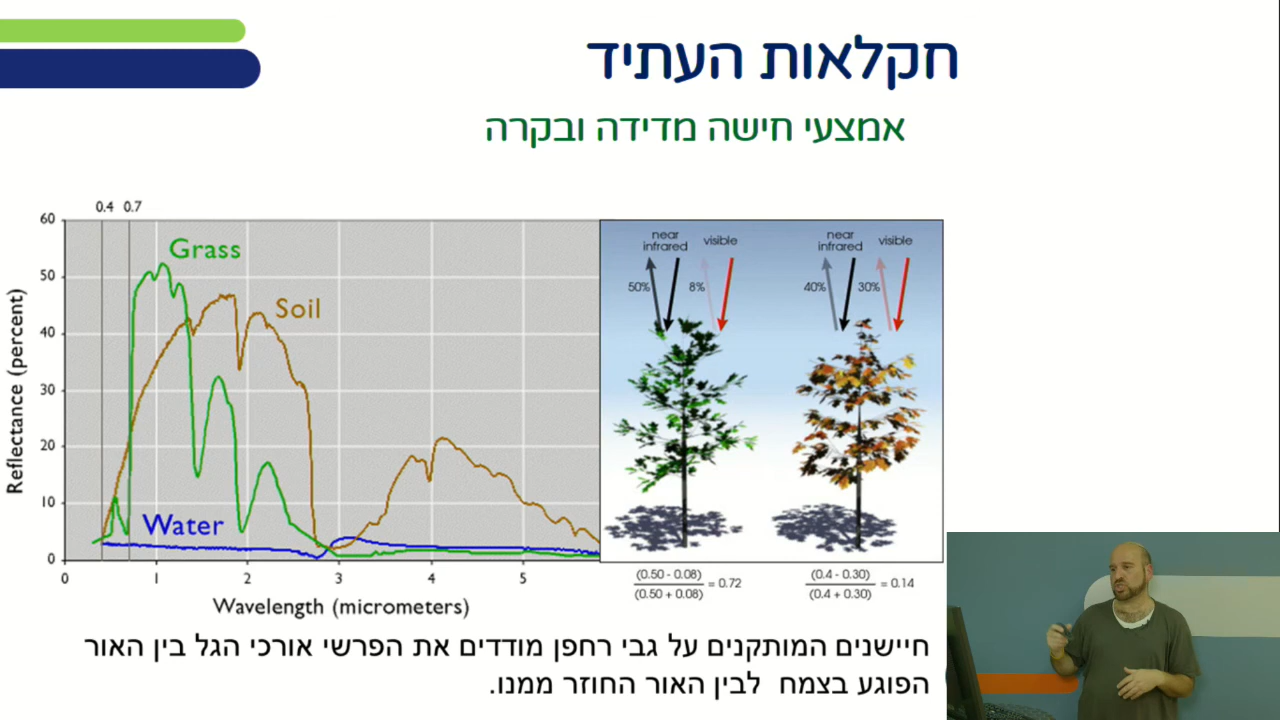 חקלאות העתיד
אמצעי חישה מדידה ובקרה
0.4 0.7
60
50
40
30
20
10
0
Reflectance (percent)
Grass
Soil
Water
0 1 2 3 4 5
Wavelength (micrometers)
near infrared
visible
50%
8%
near infrared
visible
40%
30%
(0.50 - 0.08)
(0.50 + 0.08)
= 0.72
(0.4 - 0.30)
(0.4 + 0.30)
= 0.14
חיישנים המותקנים על גבי רחפן מודדים את הפרשי אורכי הגל בין האור
הפוגע בצמח לבין האור החוזר ממנו.